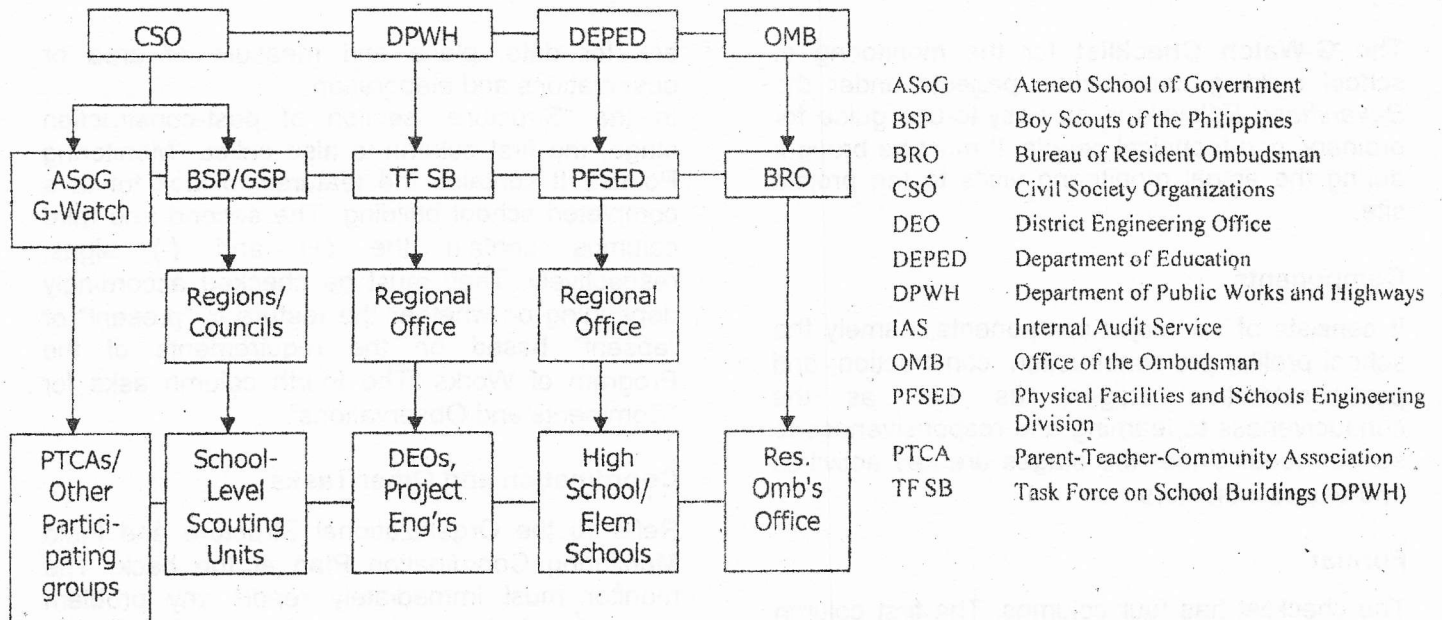 CSO
DPWH
DEPED
OMB
ASoG
G-Watch
BSP/GSP
TF SB
PFSED
BRO
Regions/
Councils
Regional
Office
Regional
Office
PTCAs/
Other
Partici-
pating
groups
School-
Level
Scouting
Units
DEOs,
Project
Eng'rs
High
School/
Elem
Schools
Res.
Omb's
Office
ASoG Ateneo School of Government
BSP Boy Scouts of the Philippines
BRO Bureau of Resident Ombudsman
CSO Civil Society Organizations
DEO District Engineering Office
DEPED Department of Education
DPWH Department of Public Works and Highways
IAS Internal Audit Service
OMB Office of the Ombudsman
PFSED Physical Facilities and Schools Engineering
Division
PTCA Parent-Teacher-Community Association
TF SB Task Force on School Buildings (DPWH)